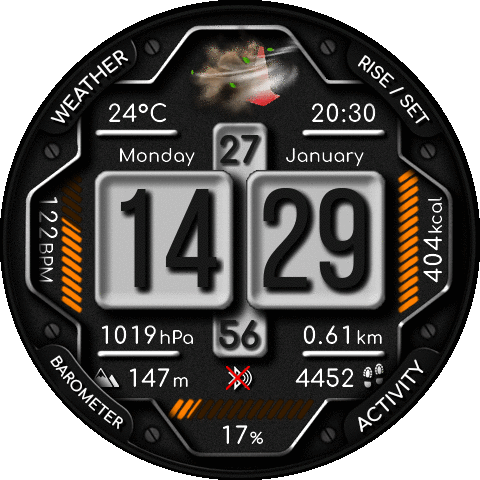 WEATHER
RISE / SET
24°C
20:30
27
Monday
January
14
29
122BPM
404kcal
56
1019hPa
0.61km
147m
4452
BAROMETER
ACTIVITY
17%